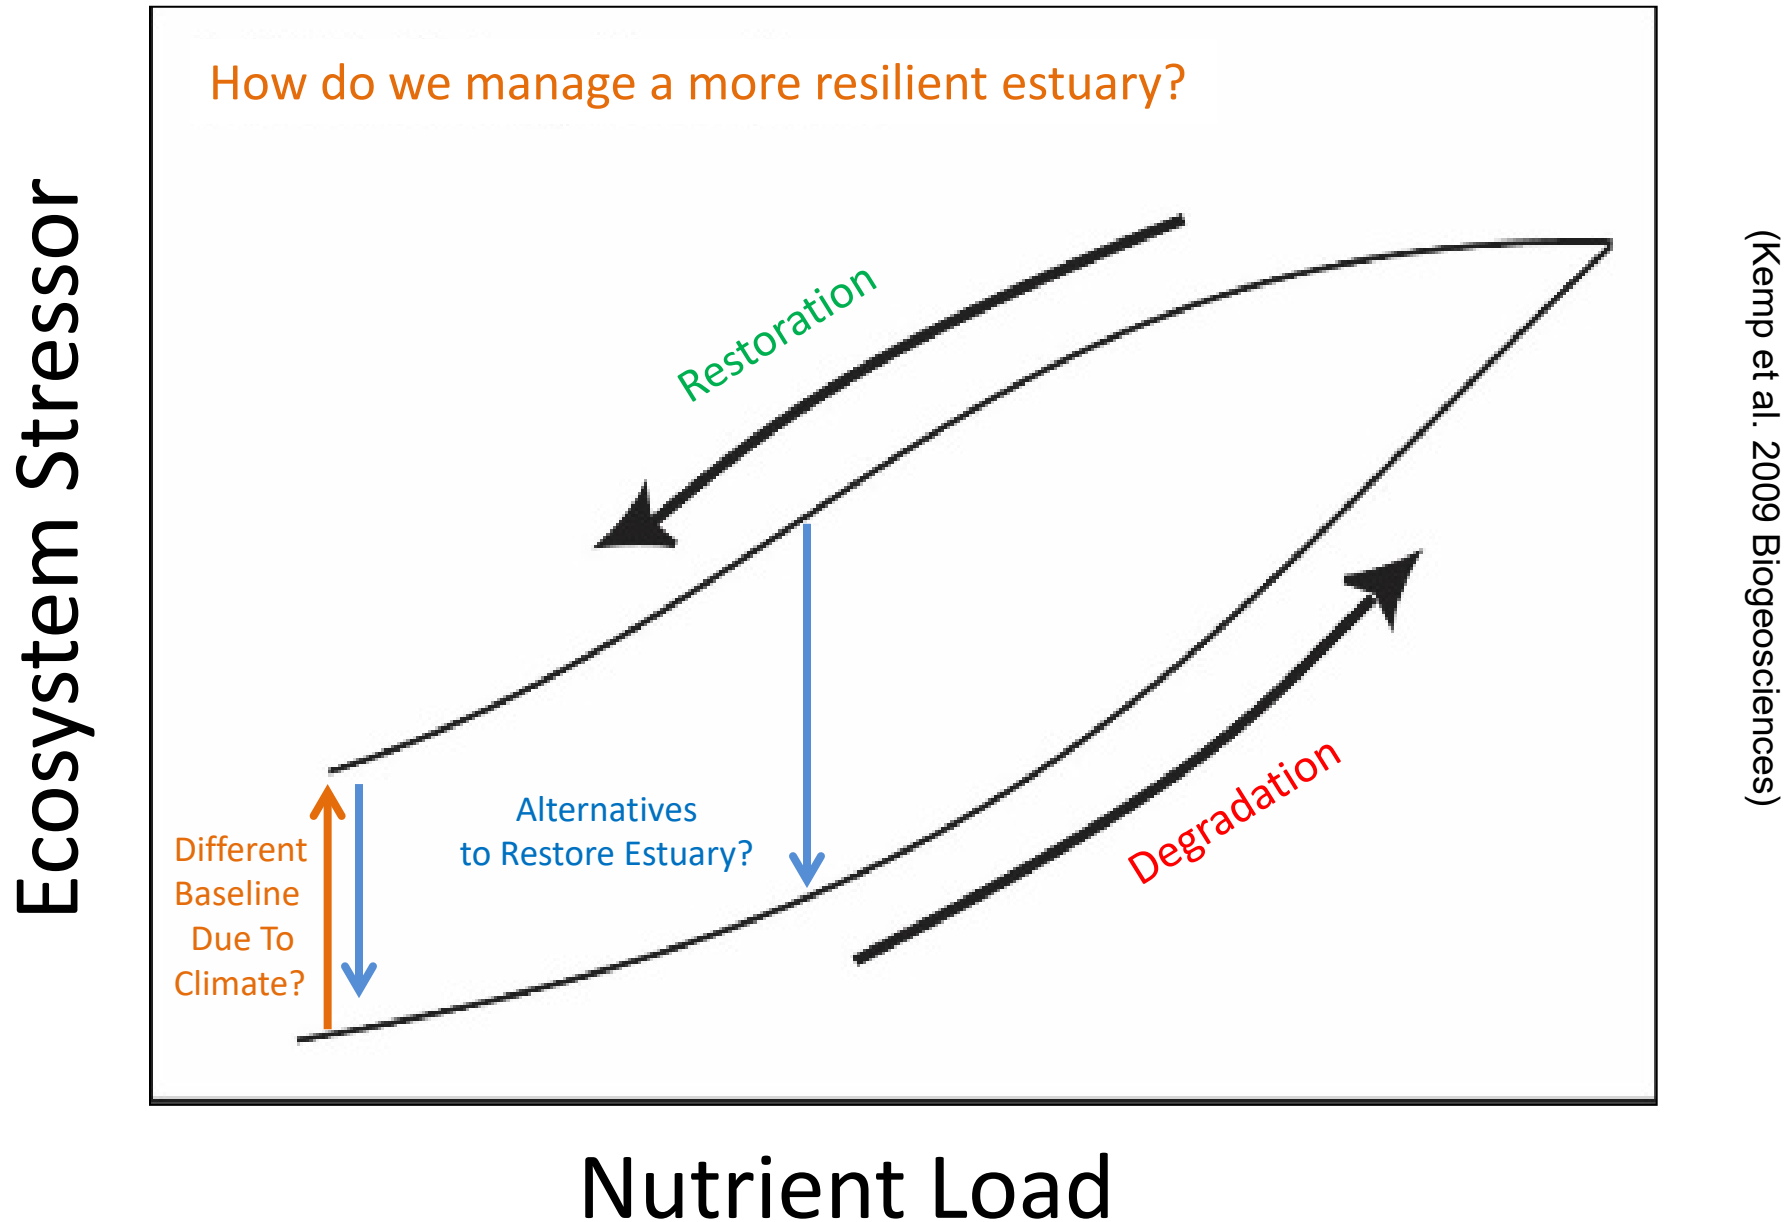 How do we manage a more resilient estuary?
Ecosystem Stressor
Restoration
(Kemp et al. 2009 Biogeosciences)
Alternatives
to Restore Estuary?
Different
Baseline
Due To
Climate?
Degradation
Nutrient Load